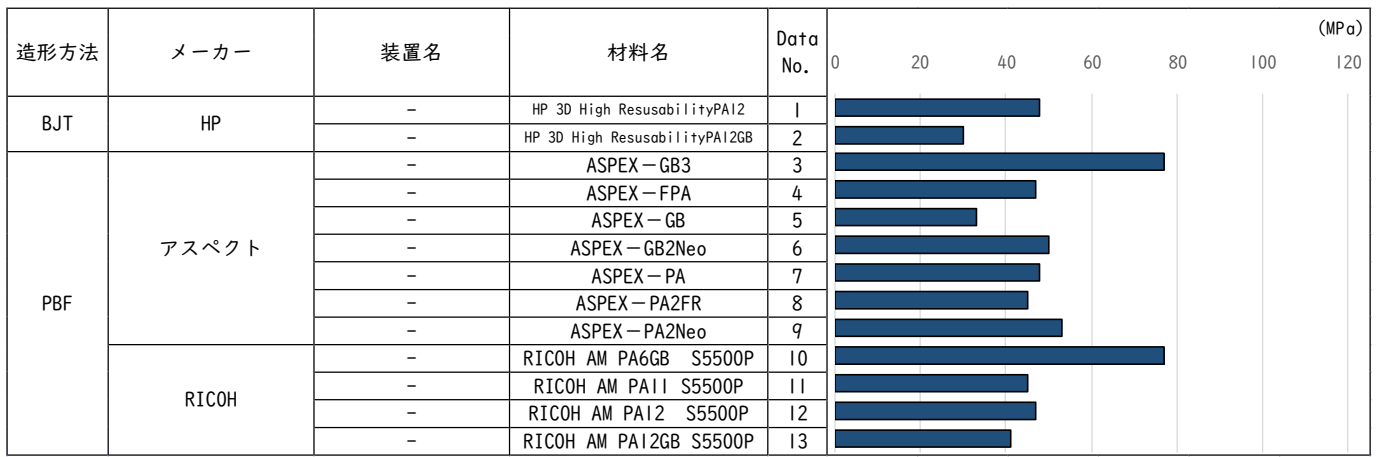 造形方法 メーカー 装置名 材料名 Data No. (MPa)
0 20 40 60 80 100 120
BJT HP - HP 3D High ResusabilityPA12 1
- HP 3D High ResusabilityPA12GB 2
PBF アスペクト - ASPEX－GB3 3
- ASPEX－FPA 4
- ASPEX－GB 5
- ASPEX－GB2Neo 6
- ASPEX－PA 7
- ASPEX－PA2FR 8
- ASPEX－PA2Neo 9
RICOH - RICOH AM PA6GB  S5500P 10
- RICOH AM PA11 S5500P 11
- RICOH AM PA12  S5500P 12
- RICOH AM PA12GB S5500P 13